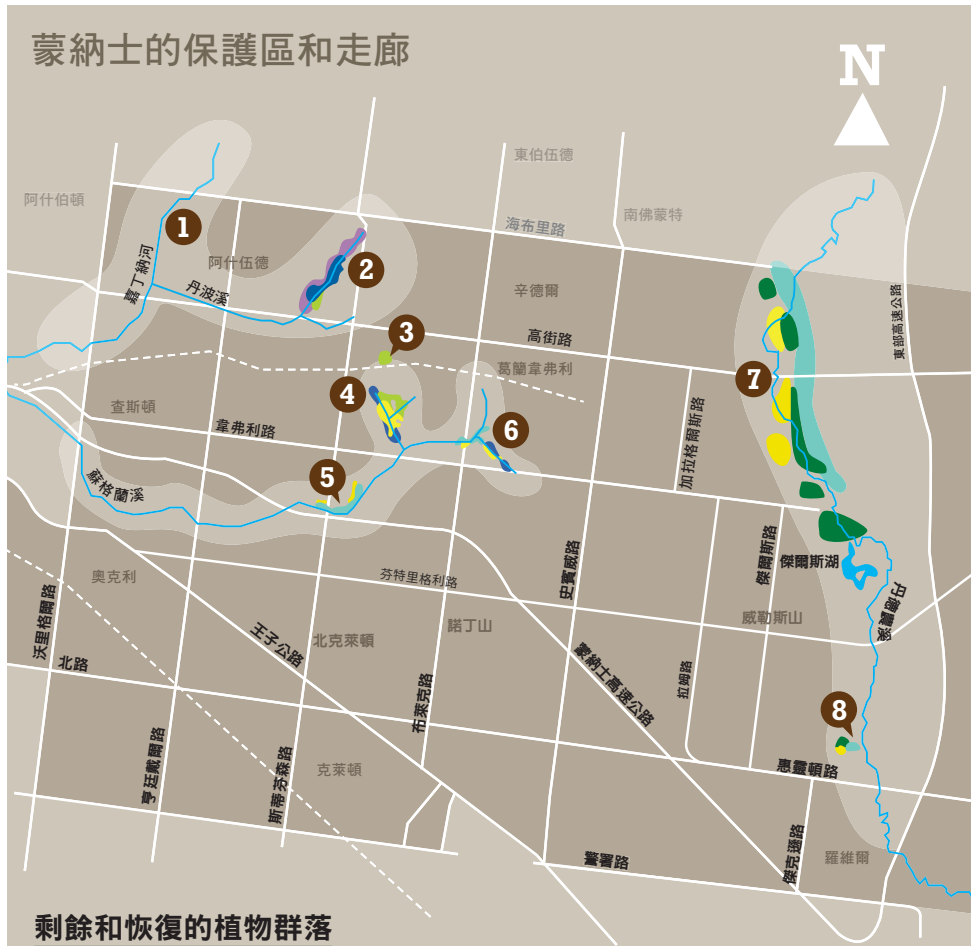 蒙納士的保護區和走廊
N
東伯伍德
阿什伯頓
南佛蒙特
海布里路
1
阿什伍德
2
嘉丁納河
丹波溪
辛德爾
東部高速公路
3
高街路
葛蘭韋弗利
7
4
查斯頓
韋弗利路
6
加拉格爾斯路
5
蘇格蘭溪
傑爾斯路
傑爾斯湖
奧克利
芬特里格利路
史賓威路
丹德農溪
沃里格爾路
北克萊頓
諾丁山
威勒斯山
王子公路
北路
蒙納士高速公路
拉姆路
布萊克路
8
亨廷戴爾路
斯蒂芬森路
克萊頓
惠靈頓路
傑克遜路
警署路
羅維爾
剩餘和恢復的植物群落